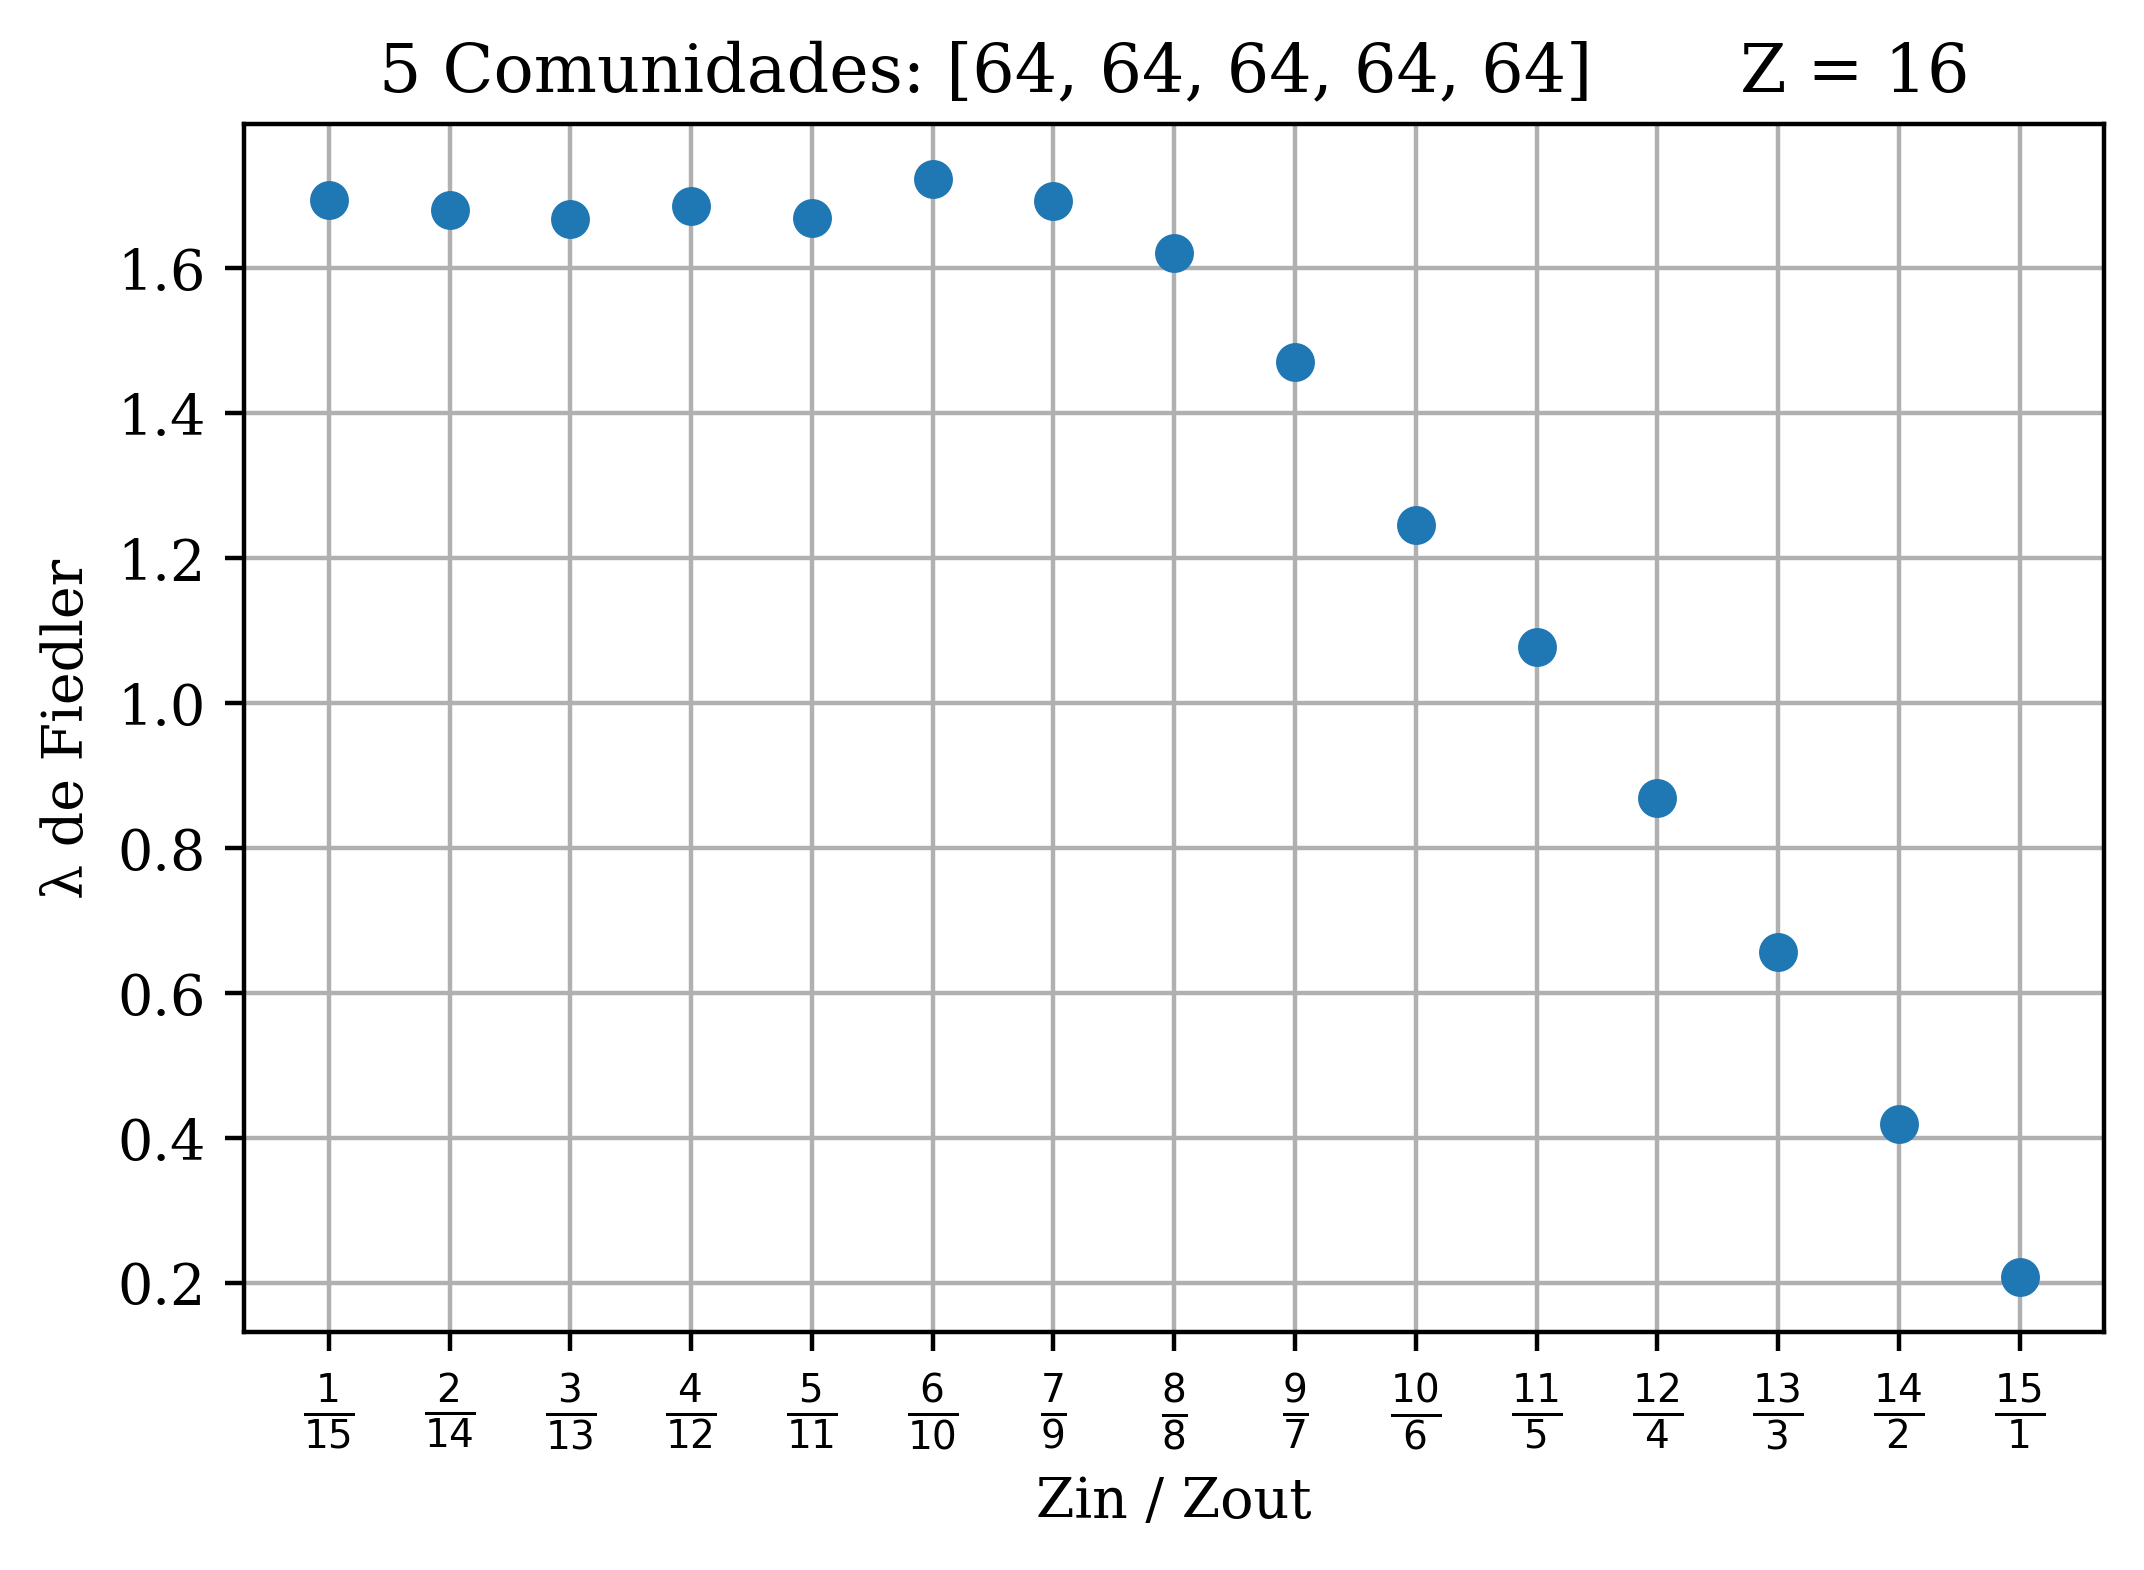 5 Comunidades: [64, 64, 64, 64, 64] Z = 16
λ de Fiedler
1.6
1.4
1.2
1.0
0.8
0.6
0.4
0.2
1/15 2/14 3/13 4/12 5/11 6/10 7/9 8/8 9/7 10/6 11/5 12/4 13/3 14/2 15/1
Zin / Zout